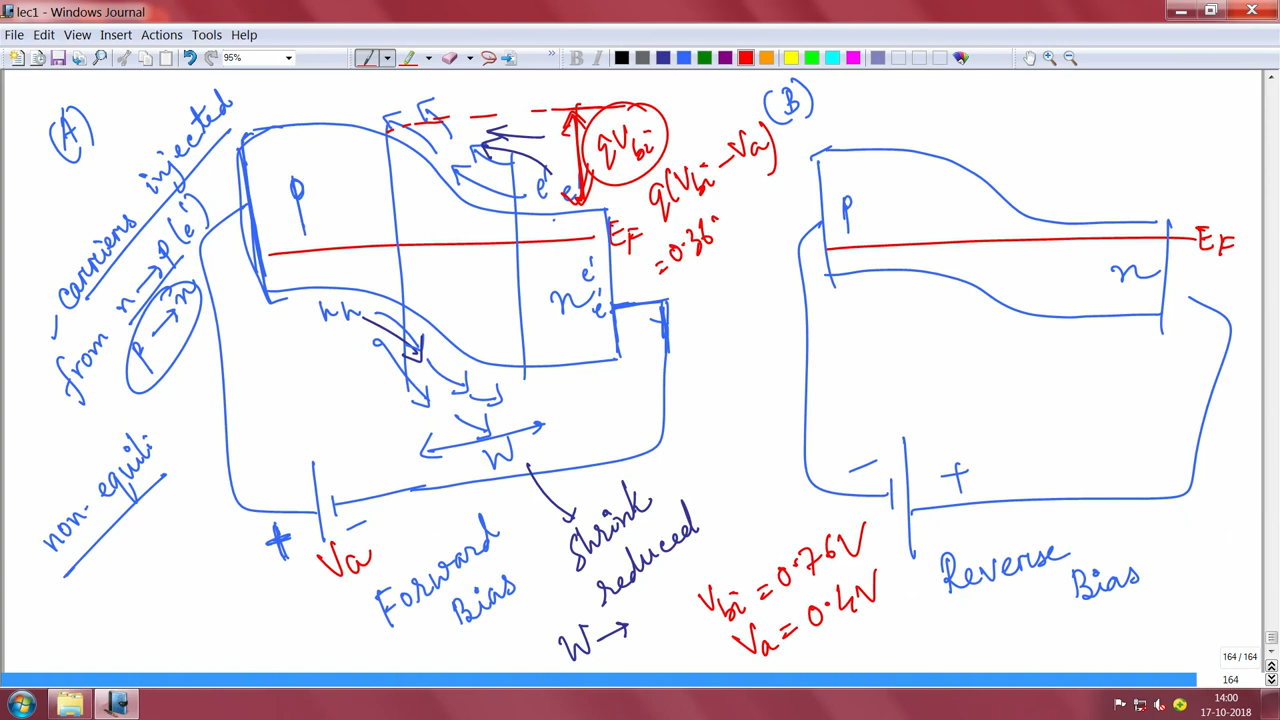 lec1 - Windows Journal
File Edit View Insert Actions Tools Help
95%
B I
(A)
- carriers injected
from n → p (e⁻)
p → n
non-equili
p
qVbi
q(Vbi - Va)
= 0.36
EF
n
e⁻
e⁻
e⁻
h h
W
+
-
Va
Forward
Bias
Shrink
reduced
W →
(B)
p
EF
n
-
+
Vbi = 0.76V
Va = 0.4V
Reverse
Bias
164 / 164
164
14:00
17-10-2018